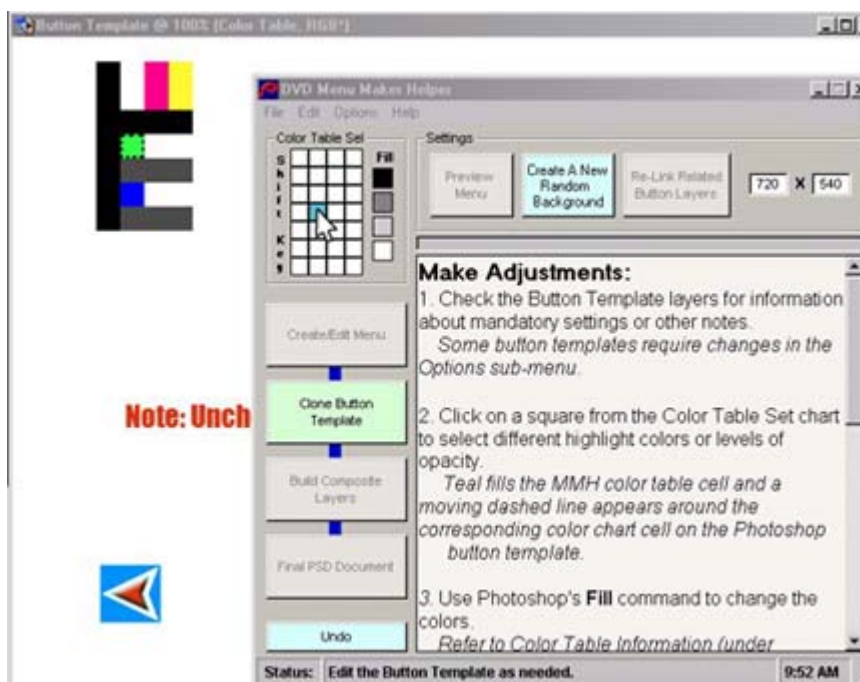 Button Template @ 100% (Color Table, RGB*)
DVD Menu Maker Helper
File Edit Options Help
Color Table Sel
Shift Key
Fill
Settings
Preview
Menu
Create A New
Random
Background
Re-Link Related
Button Layers
720 X 540
Make Adjustments:
1. Check the Button Template layers for information
about mandatory settings or other notes.
Some button templates require changes in the
Options sub-menu.
2. Click on a square from the Color Table Set chart
to select different highlight colors or levels of
opacity.
Teal fills the MMH color table cell and a
moving dashed line appears around the
corresponding color chart cell on the Photoshop
button template.
3. Use Photoshop's Fill command to change the
colors.
Refer to Color Table Information (under
Create/Edit Menu
Clone Button
Template
Build Composite
Layers
Final PSD Document
Undo
Note: Unch
Status: Edit the Button Template as needed.
9:52 AM